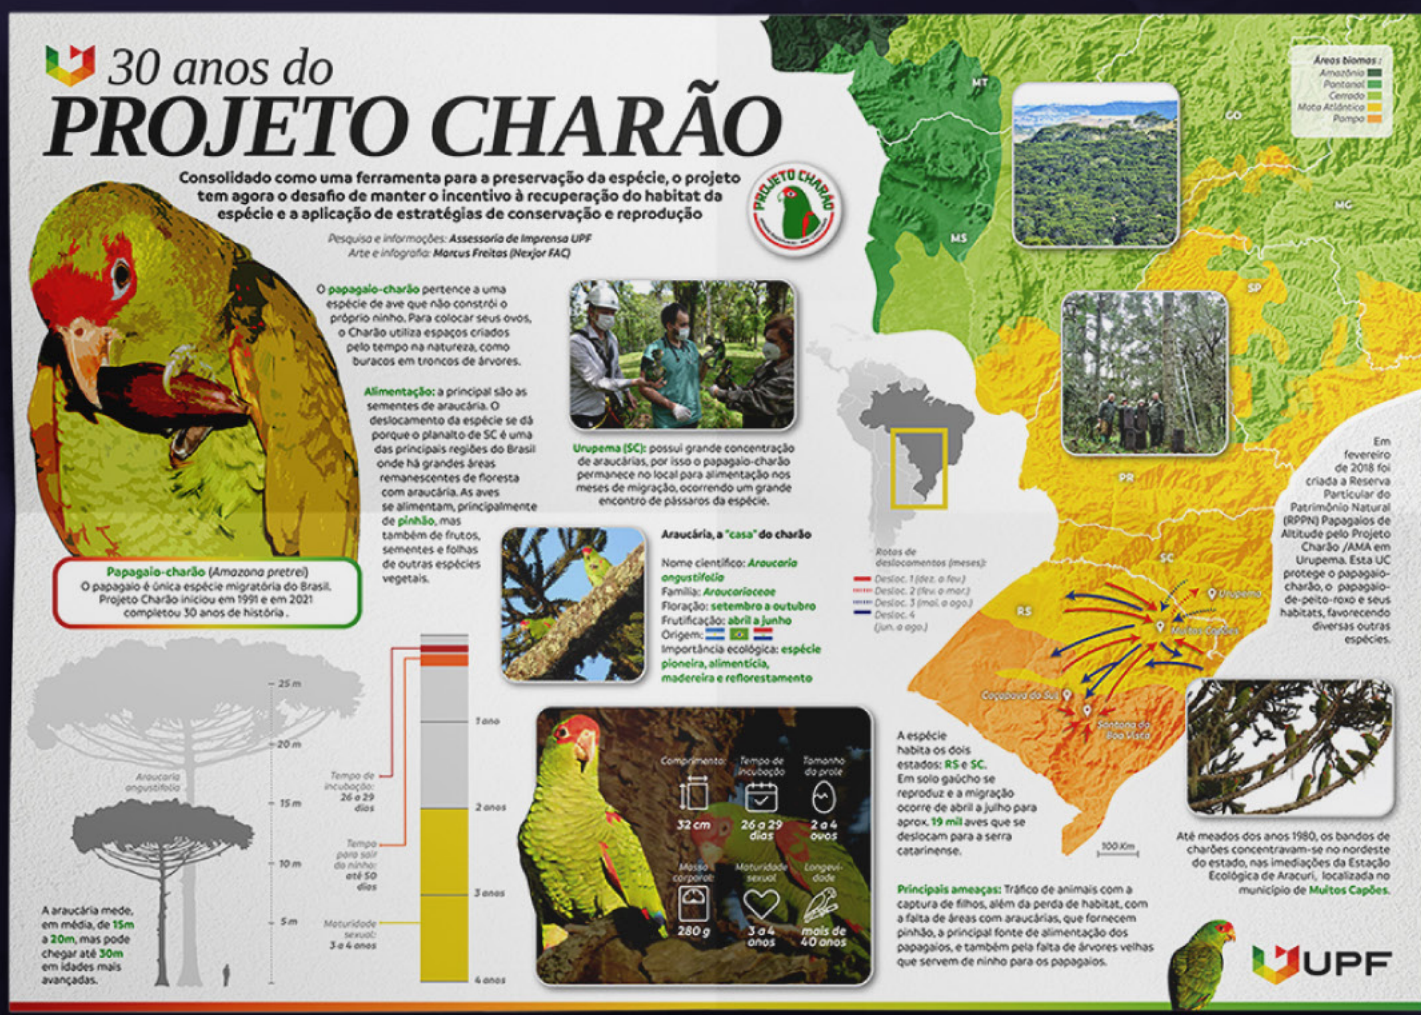 30 anos do
PROJETO CHARÃO
Consolidado como uma ferramenta para a preservação da espécie, o projeto
tem agora o desafio de manter o incentivo à recuperação do habitat da
espécie e a aplicação de estratégias de conservação e reprodução
Pesquisa e informações: Assessoria de Imprensa UPF
Arte e infografia: Marcus Freitas (Nexjor FAC)
PROJETO CHARÃO
O papagaio-charão pertence a uma
espécie de ave que não constrói o
próprio ninho. Para colocar seus ovos,
o Charão utiliza espaços criados
pelo tempo na natureza, como
buracos em troncos de árvores.
Alimentação: a principal são as
sementes de araucária. O
deslocamento da espécie se dá
porque o planalto de SC é uma
das principais regiões do Brasil
onde há grandes áreas
remanescentes de floresta
com araucária. As aves
se alimentam, principalmente
de pinhão, mas
também de frutos,
sementes e folhas
de outras espécies
vegetais.
Papagaio-charão (Amazona pretrei)
O papagaio é única espécie migratória do Brasil.
Projeto Charão iniciou em 1991 e em 2021
completou 30 anos de história .
Urupema (SC): possui grande concentração
de araucárias, por isso o papagaio-charão
permanece no local para alimentação nos
meses de migração, ocorrendo um grande
encontro de pássaros da espécie.
Araucária, a "casa" do charão
Nome científico: Araucaria
angustifolia
Família: Araucariaceae
Floração: setembro a outubro
Frutificação: abril a junho
Origem:
Importância ecológica: espécie
pioneira, alimentícia,
madereira e reflorestamento
25 m
20 m
15 m
10 m
5 m
Araucaria
angustifolia
A araucária mede,
em média, de 15m
a 20m, mas pode
chegar até 30m
em idades mais
avançadas.
Tempo de
incubação:
26 a 29
dias
Tempo
para sair
do ninho:
até 50
dias
Maturidade
sexual:
3 a 4 anos
1 ano
2 anos
3 anos
4 anos
Comprimento:
32 cm
Tempo de
incubação
26 a 29
dias
Tamanho
da prole
2 a 4
ovos
Massa
corporal:
280 g
Maturidade
sexual
3 a 4
anos
Longevi-
dade
mais de
40 anos
Áreas biomas :
Amazônia
Pantanal
Cerrado
Mata Atlântica
Pampa
MT
GO
MG
MS
SP
PR
SC
RS
Rotas de
deslocamentos (meses):
Desloc. 1 (dez. a fev.)
Desloc. 2 (fev. a mar.)
Desloc. 3 (mai. a ago.)
Desloc. 4
(jun. a ago.)
Urupema
Muitos Capões
Caçapava do Sul
Santana da
Boa Vista
100 Km
Em
fevereiro
de 2018 foi
criada a Reserva
Particular do
Patrimônio Natural
(RPPN) Papagaios de
Altitude pelo Projeto
Charão /AMA em
Urupema. Esta UC
protege o papagaio-
charão, o papagaio-
de-peito-roxo e seus
habitats, favorecendo
diversas outras
espécies.
A espécie
habita os dois
estados: RS e SC.
Em solo gaúcho se
reproduz e a migração
ocorre de abril a julho para
aprox. 19 mil aves que se
deslocam para a serra
catarinense.
Principais ameaças: Tráfico de animais com a
captura de filhos, além da perda de habitat, com
a falta de áreas com araucárias, que fornecem
pinhão, a principal fonte de alimentação dos
papagaios, e também pela falta de árvores velhas
que servem de ninho para os papagaios.
Até meados dos anos 1980, os bandos de
charões concentravam-se no nordeste
do estado, nas imediações da Estação
Ecológica de Aracuri, localizada no
município de Muitos Capões.
UPF